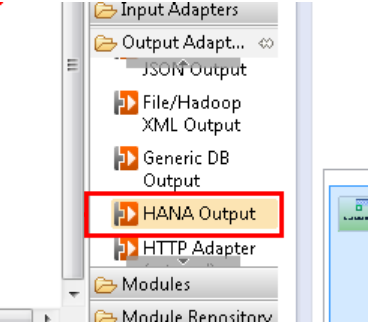 Input Adapters
Output Adapt...
JSON Output
File/Hadoop
XML Output
Generic DB
Output
HANA Output
HTTP Adapter
Modules
Module Repository